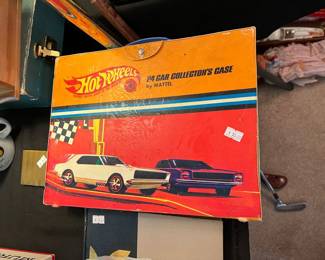 Hot Wheels
24 CAR COLLECTOR'S CASE
by MATTEL